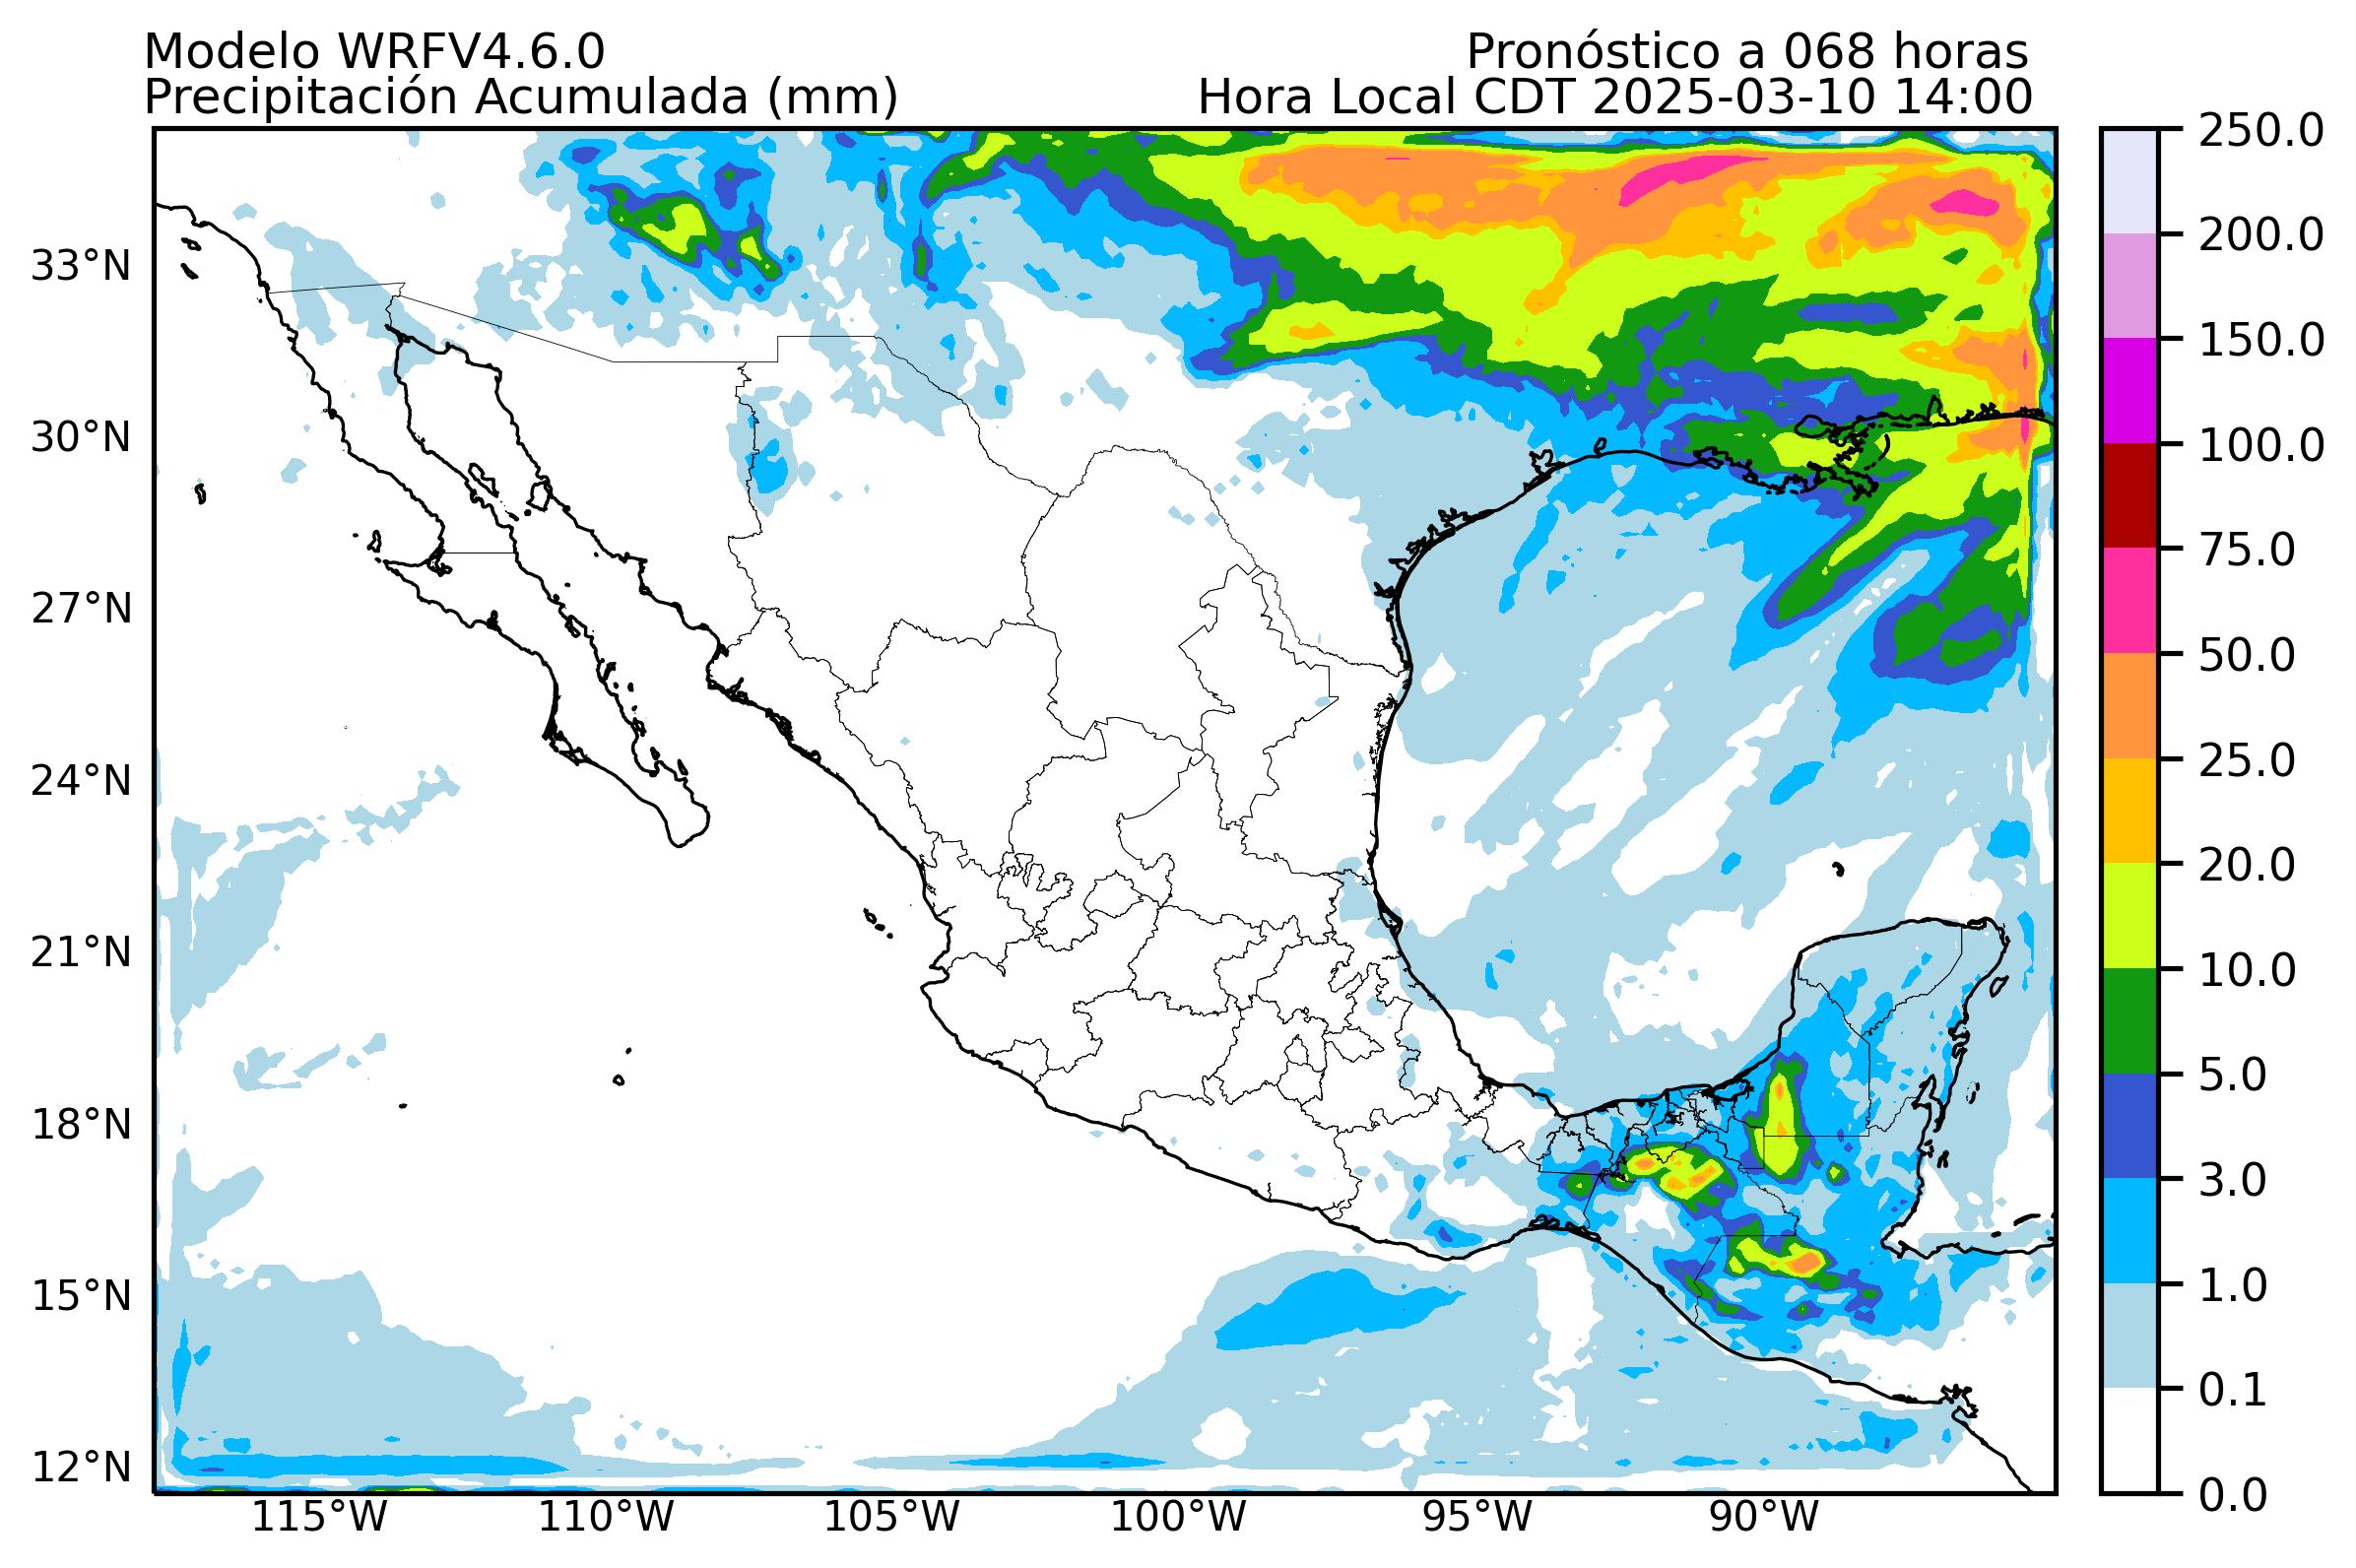 Modelo WRFV4.6.0
Pronóstico a 068 horas
Precipitación Acumulada (mm)
Hora Local CDT 2025-03-10 14:00
33°N
30°N
27°N
24°N
21°N
18°N
15°N
12°N
115°W
110°W
105°W
100°W
95°W
90°W
250.0
200.0
150.0
100.0
75.0
50.0
25.0
20.0
10.0
5.0
3.0
1.0
0.1
0.0